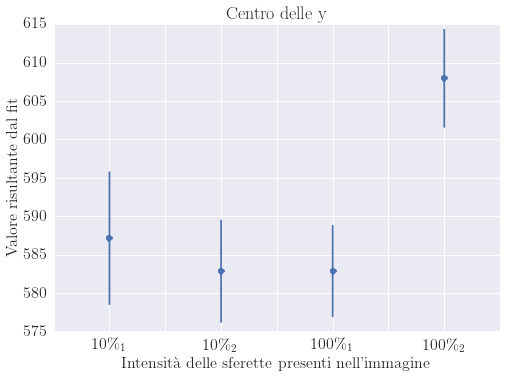 Centro delle y
615
610
605
600
595
590
585
580
575
Valore risultante dal fit
10%₁ 10%₂ 100%₁ 100%₂
Intensità delle sferette presenti nell'immagine